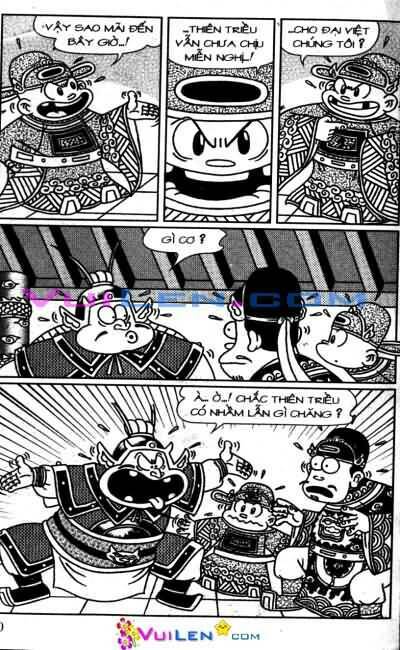 VẬY SAO MÃI ĐẾN
BÂY GIỜ...!
...THIÊN TRIỀU
VẪN CHƯA CHỊU
MIỄN NGHỊ...!
...CHO ĐẠI VIỆT
CHÚNG TÔI ?
GÌ CƠ ?
VUILEN.COM
À... Ờ...! CHẮC THIÊN TRIỀU
CÓ NHẦM LẪN GÌ CHĂNG ?
0
VUILEN.COM